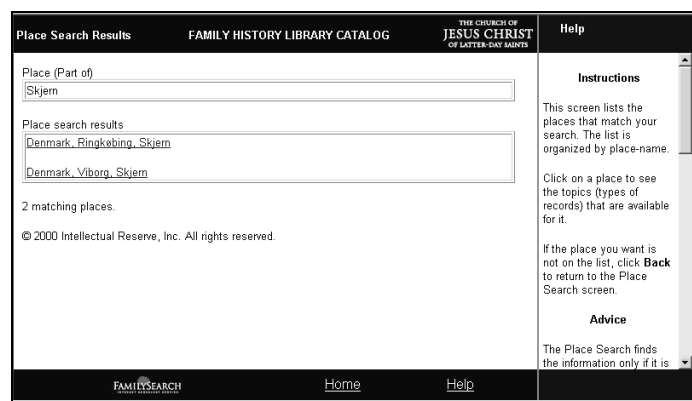 Place Search Results
FAMILY HISTORY LIBRARY CATALOG
THE CHURCH OF
JESUS CHRIST
OF LATTER-DAY SAINTS
Help
Place (Part of)
Skjern
Place search results
Denmark, Ringkøbing, Skjern
Denmark, Viborg, Skjern
2 matching places.
© 2000 Intellectual Reserve, Inc. All rights reserved.
Instructions
This screen lists the
places that match your
search. The list is
organized by place-name.
Click on a place to see
the topics (types of
records) that are available
for it.
If the place you want is
not on the list, click Back
to return to the Place
Search screen.
Advice
The Place Search finds
the information only if it is
FAMILYSEARCH
INTERNET GENEALOGY SERVICE
Home
Help